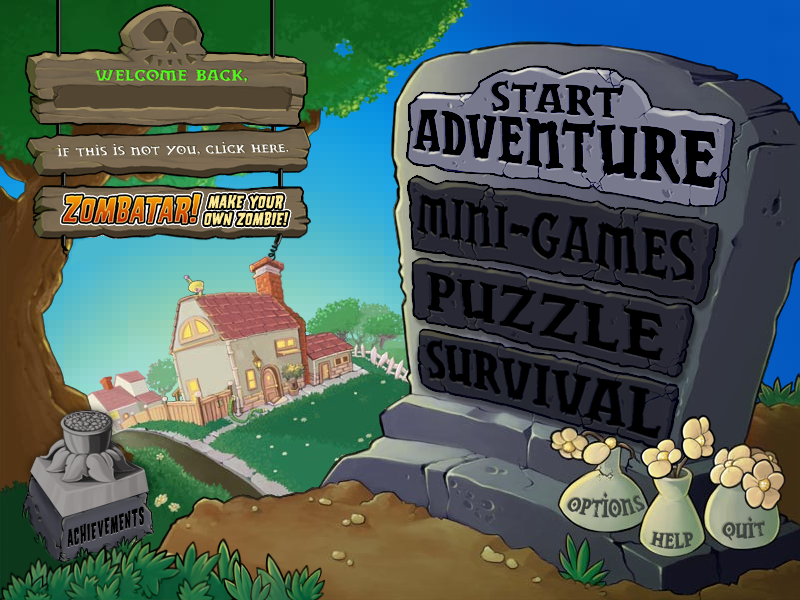 WELCOME BACK,
IF THIS IS NOT YOU, CLICK HERE.
ZOMBATAR! MAKE YOUR
OWN ZOMBIE!
START
ADVENTURE
MINI-GAMES
PUZZLE
SURVIVAL
ACHIEVEMENTS
OPTIONS
HELP
QUIT